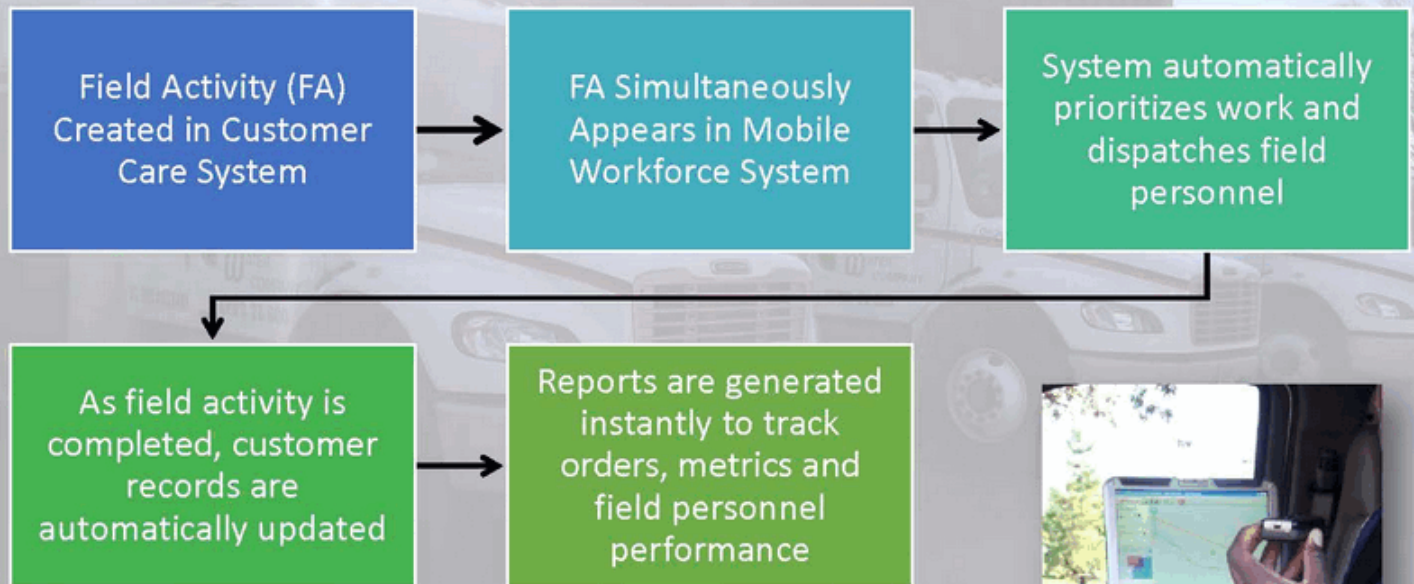 Field Activity (FA)
Created in Customer
Care System
FA Simultaneously
Appears in Mobile
Workforce System
System automatically
prioritizes work and
dispatches field
personnel
As field activity is
completed, customer
records are
automatically updated
Reports are generated
instantly to track
orders, metrics and
field personnel
performance